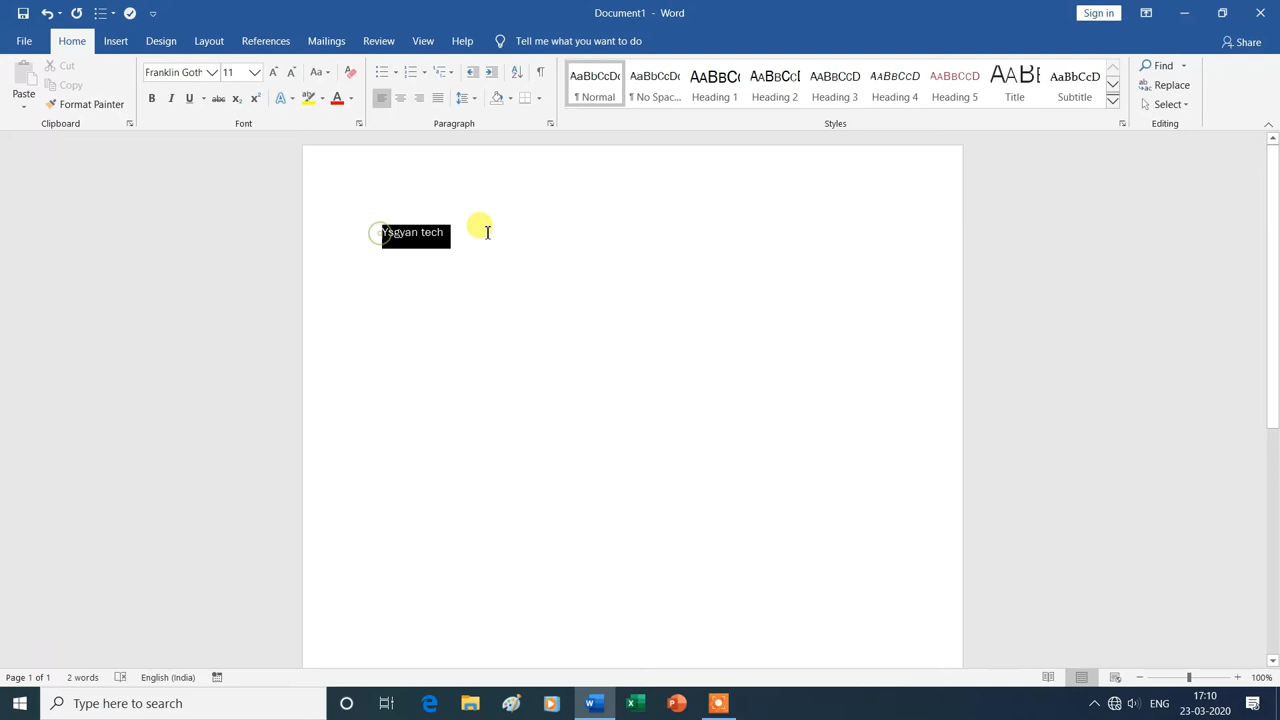 Document1 - Word
Sign in
File Home Insert Design Layout References Mailings Review View Help Tell me what you want to do
Share
Paste
Cut
Copy
Format Painter
Clipboard
Franklin Goth 11
Font
Paragraph
AaBbCcDc
¶ Normal
AaBbCcDc
¶ No Spac...
AaBbCc
Heading 1
AaBbCcI
Heading 2
AaBbCcD
Heading 3
AaBbCcD
Heading 4
AaBbCcD
Heading 5
AaBbC
Title
AaBbCcD
Subtitle
Styles
Find
Replace
Select
Editing
Ysgyan tech
Page 1 of 1 2 words English (India)
100%
Type here to search
ENG
17:10
23-03-2020